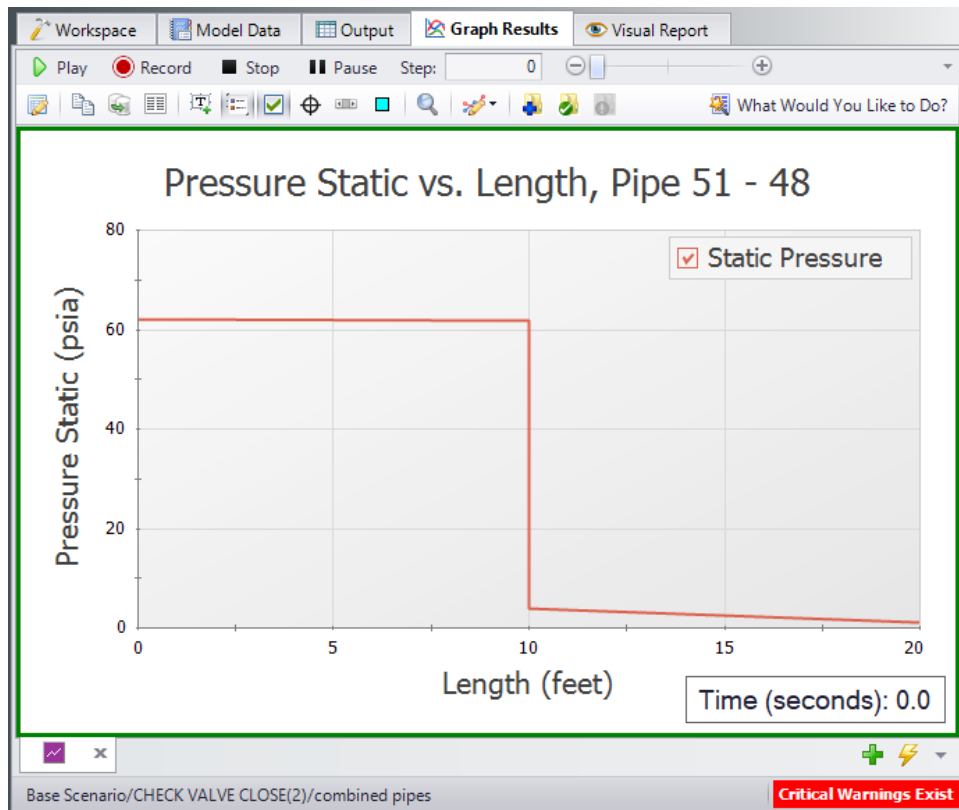 Workspace Model Data Output Graph Results Visual Report
Play Record Stop Pause Step: 0
What Would You Like to Do?
Pressure Static vs. Length, Pipe 51 - 48
Static Pressure
Pressure Static (psia)
80
60
40
20
0
0 5 10 15 20
Length (feet)
Time (seconds): 0.0
Base Scenario/CHECK VALVE CLOSE(2)/combined pipes Critical Warnings Exist